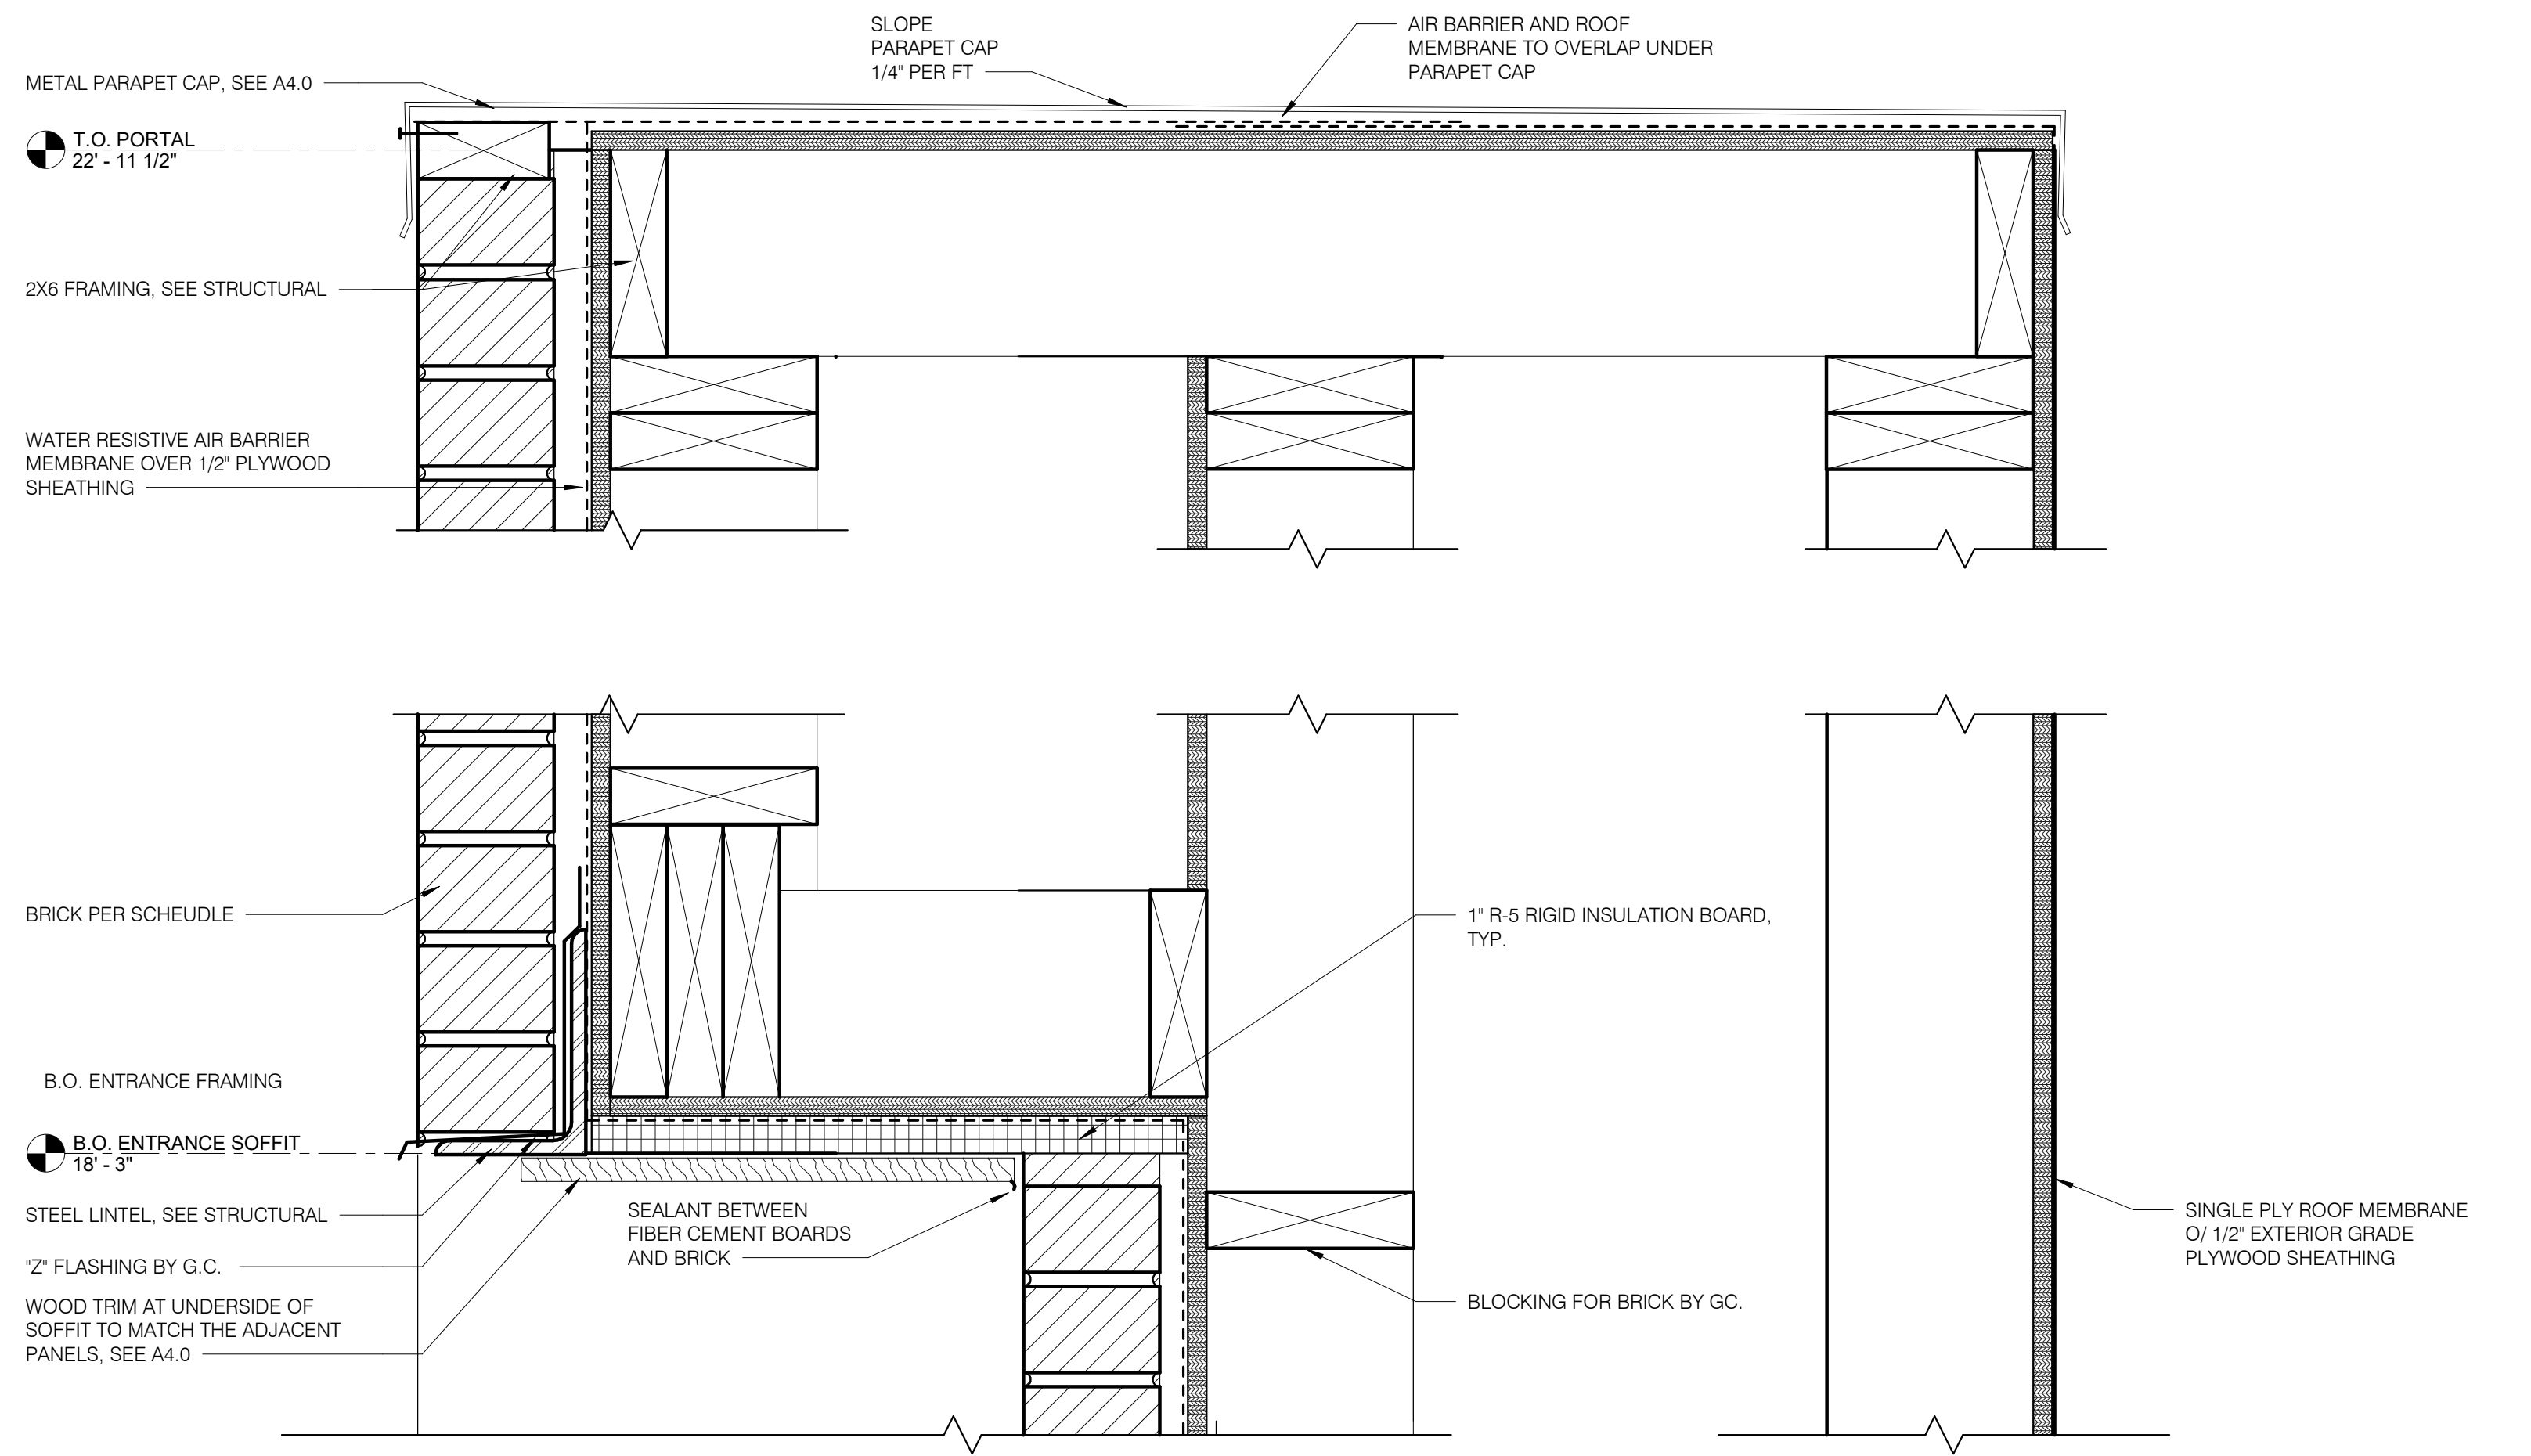 SLOPE
PARAPET CAP
1/4" PER FT
AIR BARRIER AND ROOF
MEMBRANE TO OVERLAP UNDER
PARAPET CAP
METAL PARAPET CAP, SEE A4.0
T.O. PORTAL
22' - 11 1/2"
2X6 FRAMING, SEE STRUCTURAL
WATER RESISTIVE AIR BARRIER
MEMBRANE OVER 1/2" PLYWOOD
SHEATHING
BRICK PER SCHEUDLE
1" R-5 RIGID INSULATION BOARD,
TYP.
B.O. ENTRANCE FRAMING
B.O. ENTRANCE SOFFIT
18' - 3"
STEEL LINTEL, SEE STRUCTURAL
"Z" FLASHING BY G.C.
WOOD TRIM AT UNDERSIDE OF
SOFFIT TO MATCH THE ADJACENT
PANELS, SEE A4.0
SEALANT BETWEEN
FIBER CEMENT BOARDS
AND BRICK
BLOCKING FOR BRICK BY GC.
SINGLE PLY ROOF MEMBRANE
O/ 1/2" EXTERIOR GRADE
PLYWOOD SHEATHING